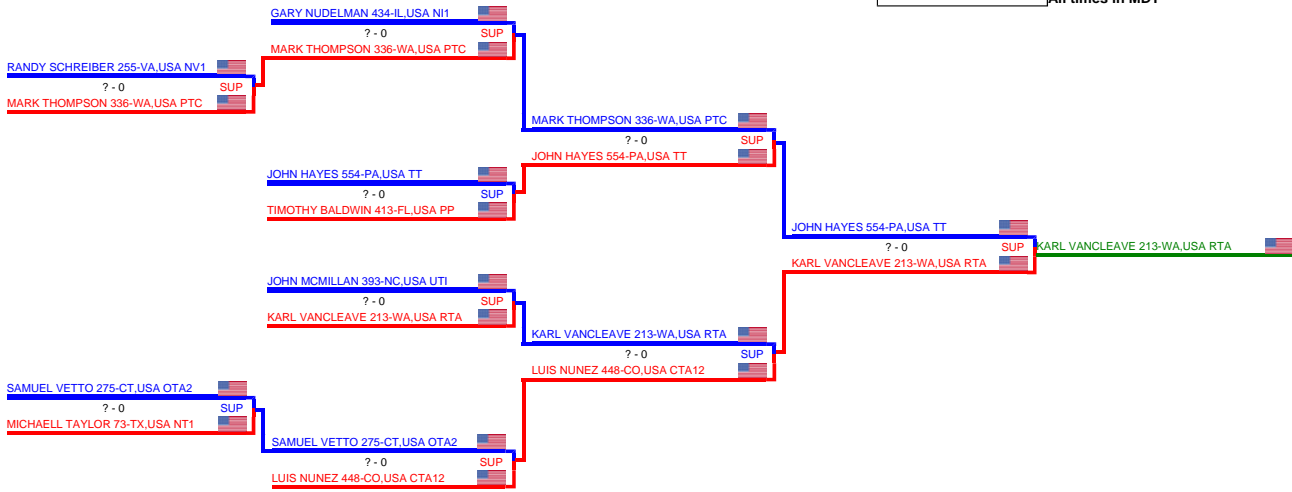 All times in MDT
GARY NUDELMAN 434-IL,USA NI1
? - 0
SUP
MARK THOMPSON 336-WA,USA PTC
RANDY SCHREIBER 255-VA,USA NV1
? - 0
SUP
MARK THOMPSON 336-WA,USA PTC
MARK THOMPSON 336-WA,USA PTC
? - 0
SUP
JOHN HAYES 554-PA,USA TT
JOHN HAYES 554-PA,USA TT
? - 0
SUP
TIMOTHY BALDWIN 413-FL,USA PP
JOHN HAYES 554-PA,USA TT
? - 0
SUP
KARL VANCLEAVE 213-WA,USA RTA
KARL VANCLEAVE 213-WA,USA RTA
JOHN MCMILLAN 393-NC,USA UTI
? - 0
SUP
KARL VANCLEAVE 213-WA,USA RTA
KARL VANCLEAVE 213-WA,USA RTA
? - 0
SUP
LUIS NUNEZ 448-CO,USA CTA12
SAMUEL VETTO 275-CT,USA OTA2
? - 0
SUP
MICHAELL TAYLOR 73-TX,USA NT1
SAMUEL VETTO 275-CT,USA OTA2
? - 0
SUP
LUIS NUNEZ 448-CO,USA CTA12